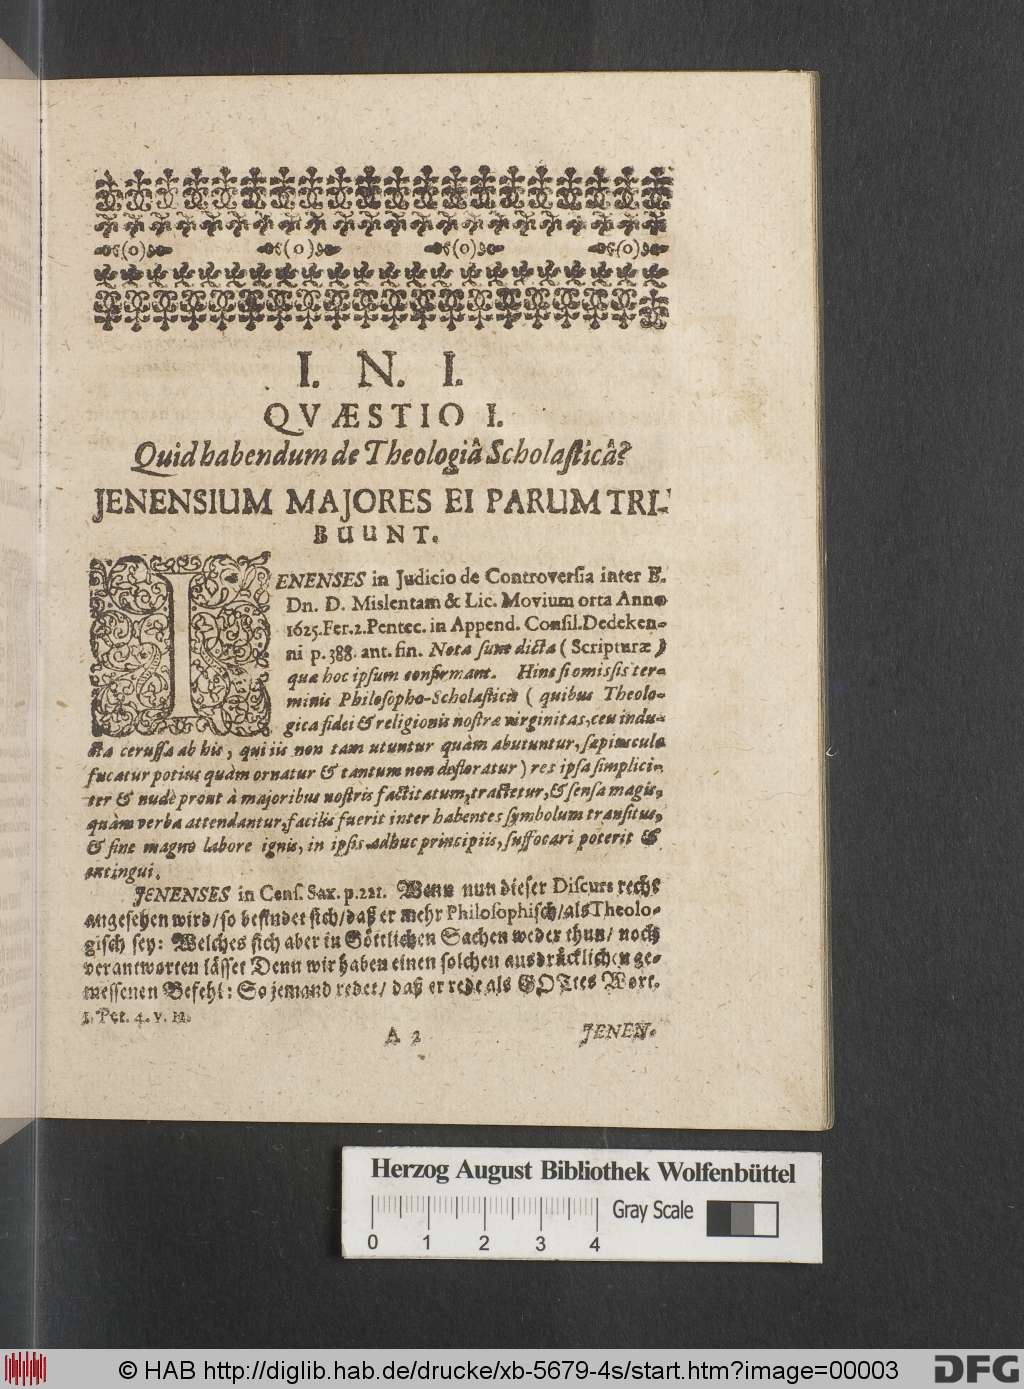 (o) (o) (o) (o)
I. N. I.
QVÆSTIO I.
Quid habendum de Theologiâ Scholaſticâ?
JENENSIUM MAJORES EI PARUM TRI-
BUUNT.
IENENSES in Judicio de Controverſia inter B.
Dn. D. Mislentam & Lic. Movium orta Anno
1625. Fer. 2. Pentec. in Append. Conſil. Dedeken-
ni p. 388. ant. fin. Nota ſunt dicta (Scripturæ)
quæ hoc ipſum confirmant. Hinc ſi omiſsis ter-
minis Philoſopho-Scholaſticis (quibus Theolo-
gica fidei & religionis noſtræ virginitas, ceu indu-
cta ceruſſa ab his, qui iis non tam utuntur quàm abutuntur, ſæpiuscule
fucatur potius quàm ornatur & tantum non defloratur) res ipſa ſimplici-
ter & nudè prout à majoribus noſtris factitatum, tractetur, & ſenſa magis,
quàm verba attendantur, facilis fuerit inter habentes ſymbolum tranſitus,
& ſine magno labore ignis, in ipſis adhuc principiis, ſuffocari poterit &
extingui.
JENENSES in Cenſ. Sax. p. 221. Wenn nun dieſer Diſcurs recht
angeſehen wird/ ſo befindet ſich/ daß er mehr Philoſophiſch/ als Theolo-
giſch ſey: Welches ſich aber in Göttlichen Sachen weder thun/ noch
verantworten läſſet Denn wir haben einen ſolchen ausdrücklichen ge-
meſſenen Befehl: So jemand redet/ daß er rede als GOttes Wort.
1. Pet. 4. v. 11.
A 2 JENEN-
Herzog August Bibliothek Wolfenbüttel
Gray Scale
0 1 2 3 4
© HAB http://diglib.hab.de/drucke/xb-5679-4s/start.htm?image=00003
DFG